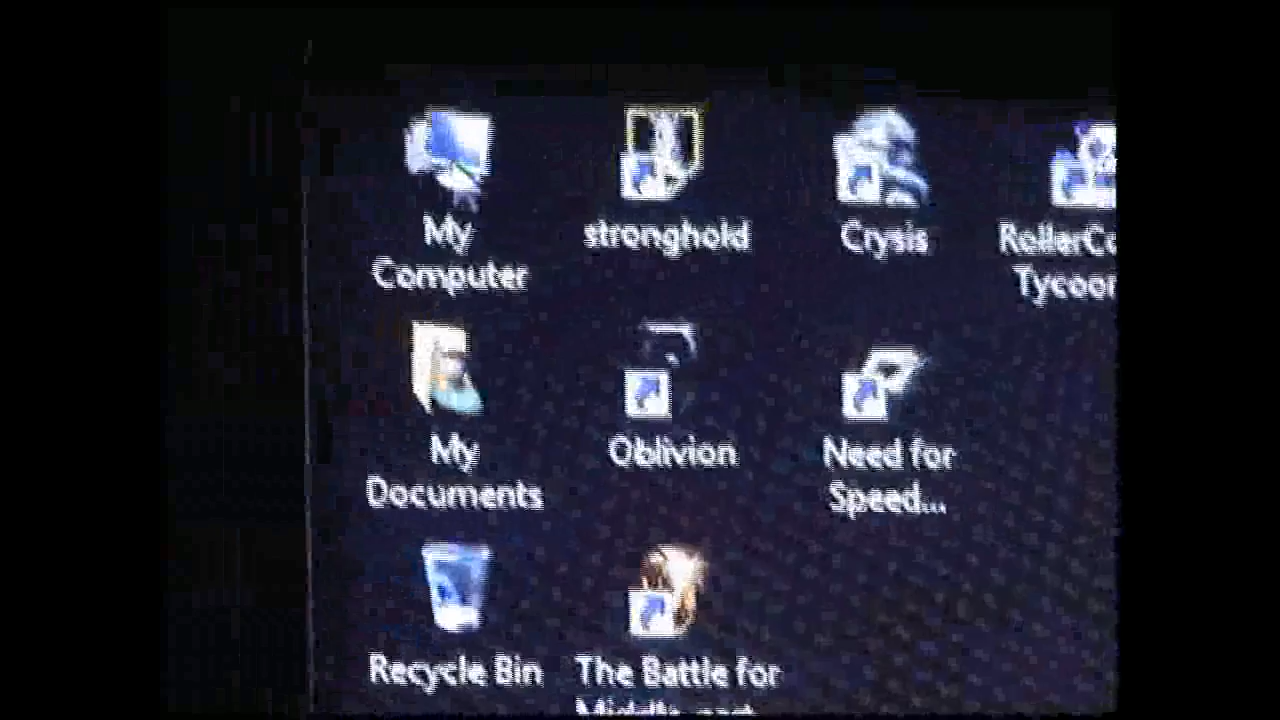 My
Computer
stronghold
Crysis
RollerCo
Tycoon
My
Documents
Oblivion
Need for
Speed...
Recycle Bin
The Battle for